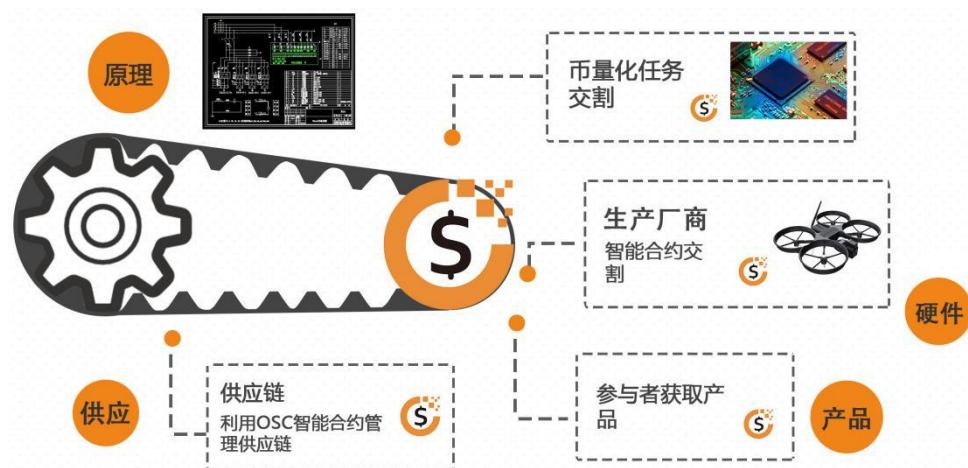 原理
币量化任务
交割
生产厂商
智能合约交
割
硬件
供应
供应链
利用OSC智能合约管
理供应链
参与者获取产
品
产品
$
$
$
$
$